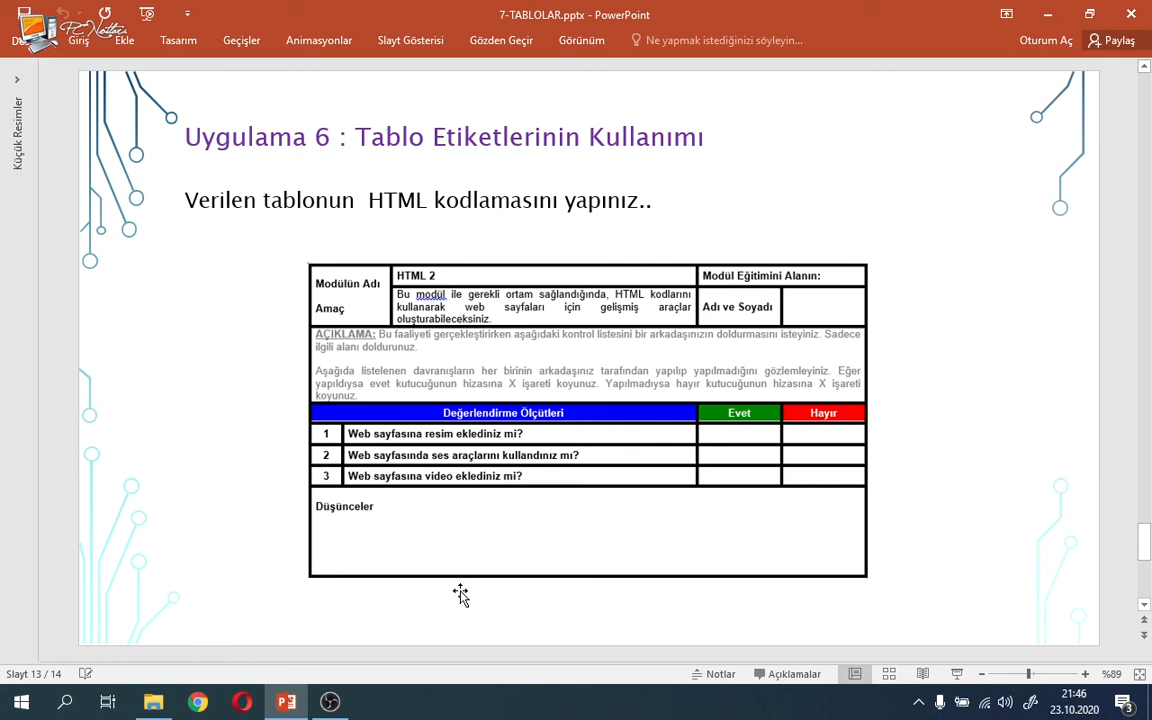 7-TABLOLAR.pptx - PowerPoint
PC Notları
Giriş Ekle Tasarım Geçişler Animasyonlar Slayt Gösterisi Gözden Geçir Görünüm Ne yapmak istediğinizi söyleyin... Oturum Aç Paylaş
Küçük Resimler
Uygulama 6 : Tablo Etiketlerinin Kullanımı
Verilen tablonun HTML kodlamasını yapınız..
Modülün Adı
HTML 2
Modül Eğitimini Alanın:
Amaç
Bu modül ile gerekli ortam sağlandığında, HTML kodlarını
kullanarak web sayfaları için gelişmiş araçlar
oluşturabileceksiniz.
Adı ve Soyadı
AÇIKLAMA: Bu faaliyeti gerçekleştirirken aşağıdaki kontrol listesini bir arkadaşınızın doldurmasını isteyiniz. Sadece
ilgili alanı doldurunuz.
Aşağıda listelenen davranışların her birinin arkadaşınız tarafından yapılıp yapılmadığını gözlemleyiniz. Eğer
yapıldıysa evet kutucuğunun hizasına X işareti koyunuz. Yapılmadıysa hayır kutucuğunun hizasına X işareti
koyunuz.
Değerlendirme Ölçütleri Evet Hayır
1 Web sayfasına resim eklediniz mi?
2 Web sayfasında ses araçlarını kullandınız mı?
3 Web sayfasına video eklediniz mi?
Düşünceler
Slayt 13 / 14 Notlar Açıklamalar %89
21:46
23.10.2020
3